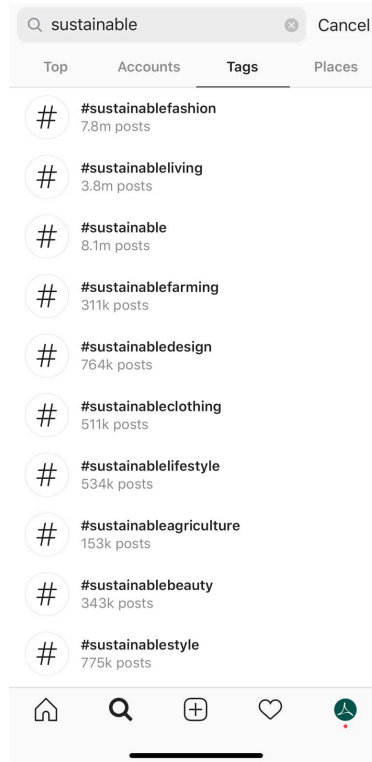 sustainable Cancel
Top Accounts Tags Places
#sustainablefashion
7.8m posts
#sustainableliving
3.8m posts
#sustainable
8.1m posts
#sustainablefarming
311k posts
#sustainabledesign
764k posts
#sustainableclothing
511k posts
#sustainablelifestyle
534k posts
#sustainableagriculture
153k posts
#sustainablebeauty
343k posts
#sustainablestyle
775k posts